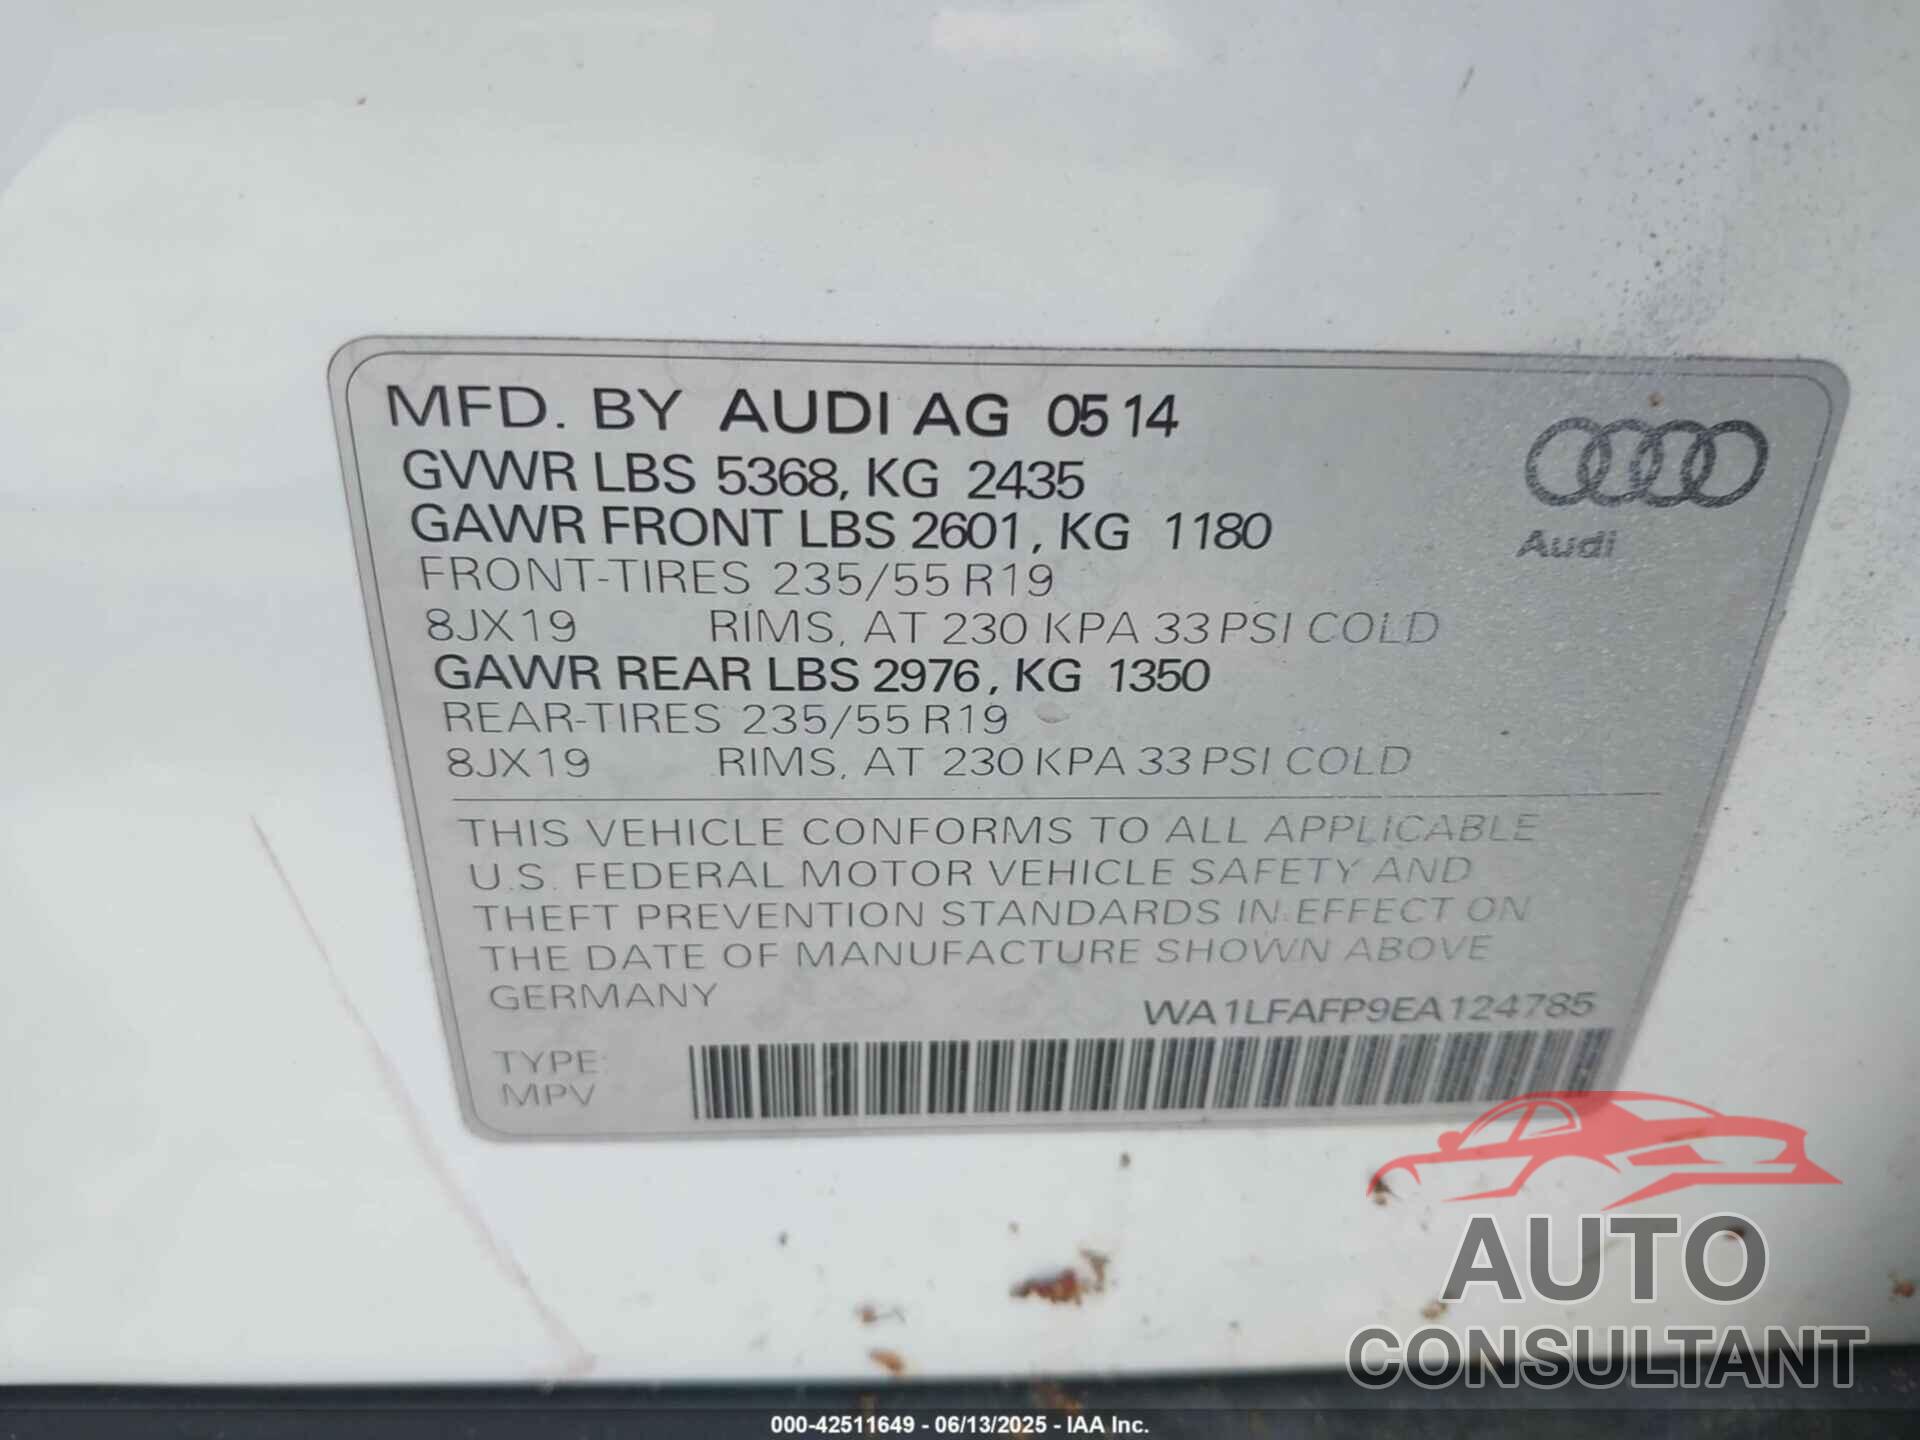 MFD. BY AUDI AG 05 14
GVWR LBS 5368, KG 2435
GAWR FRONT LBS 2601, KG 1180
FRONT-TIRES 235/55 R19
8JX19 RIMS, AT 230 KPA 33 PSI COLD
GAWR REAR LBS 2976, KG 1350
REAR-TIRES 235/55 R19
8JX19 RIMS, AT 230 KPA 33 PSI COLD
Audi
THIS VEHICLE CONFORMS TO ALL APPLICABLE
U.S. FEDERAL MOTOR VEHICLE SAFETY AND
THEFT PREVENTION STANDARDS IN EFFECT ON
THE DATE OF MANUFACTURE SHOWN ABOVE
GERMANY
WA1LFAFP9EA124785
TYPE:
MPV
AUTO
CONSULTANT
000-42511649 - 06/13/2025 - IAA Inc.